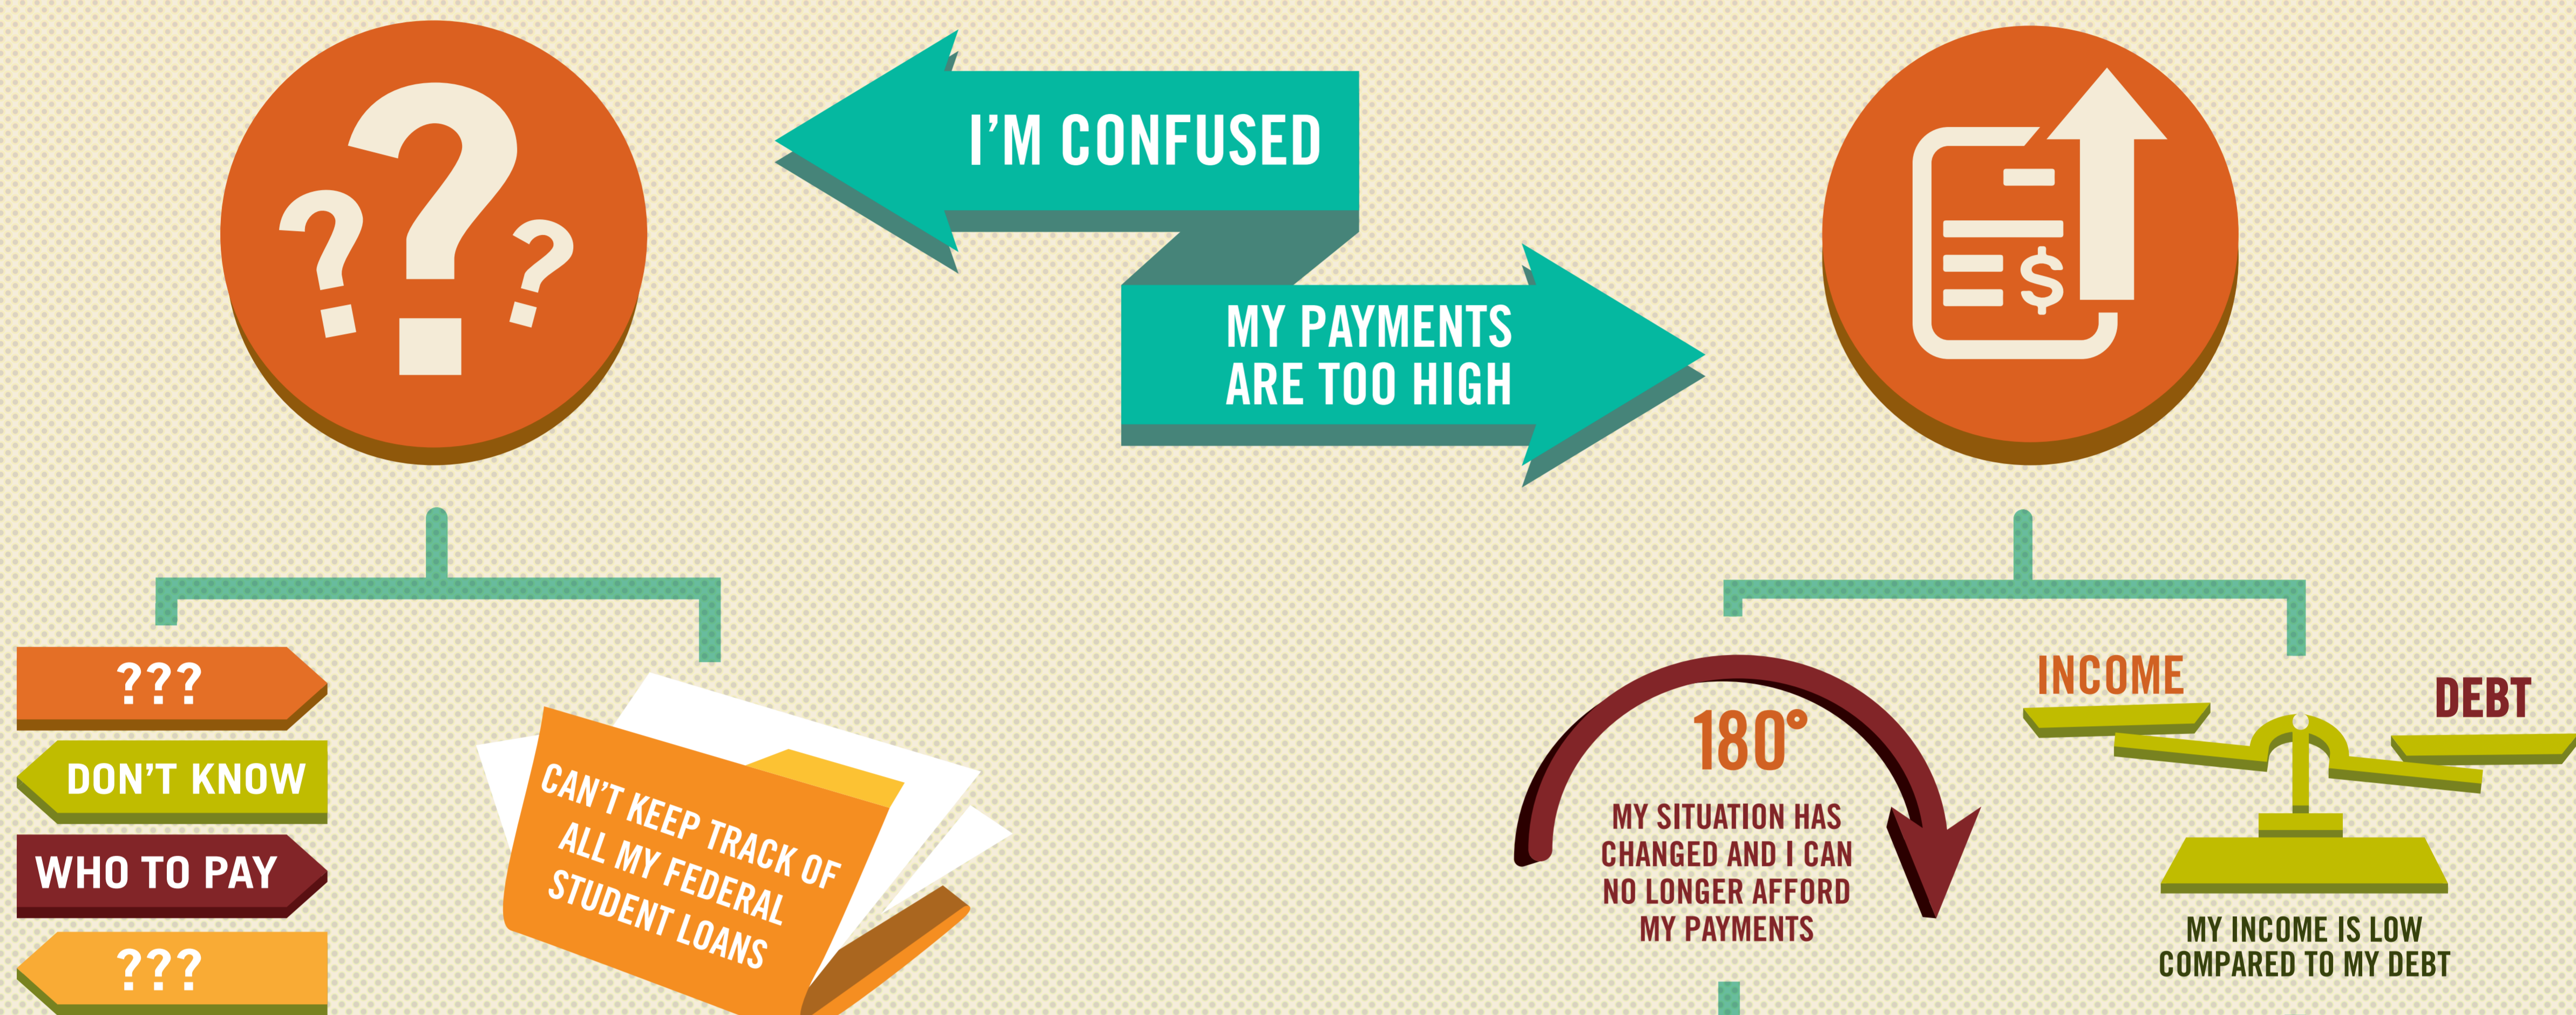 I'M CONFUSED
MY PAYMENTS
ARE TOO HIGH
???
DON'T KNOW
WHO TO PAY
???
CAN'T KEEP TRACK OF
ALL MY FEDERAL
STUDENT LOANS
180°
MY SITUATION HAS
CHANGED AND I CAN
NO LONGER AFFORD
MY PAYMENTS
INCOME
DEBT
MY INCOME IS LOW
COMPARED TO MY DEBT